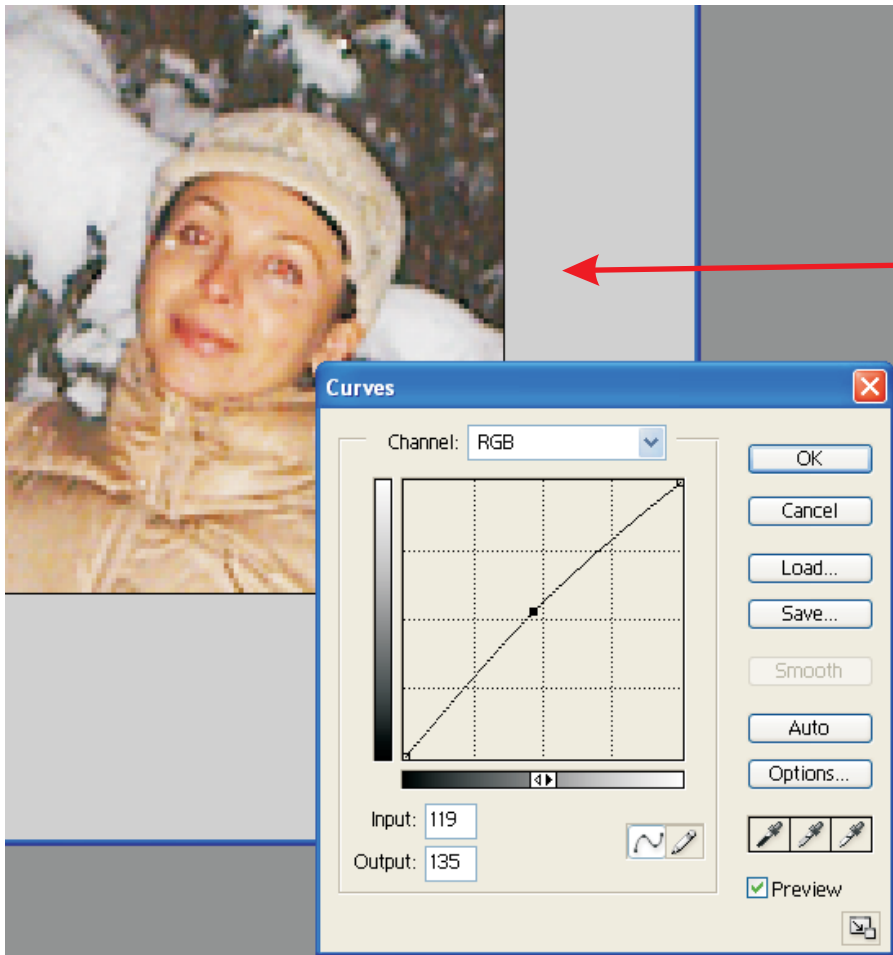 Curves
Channel: RGB
OK
Cancel
Load...
Save...
Smooth
Auto
Options...
Input: 119
Output: 135
Preview